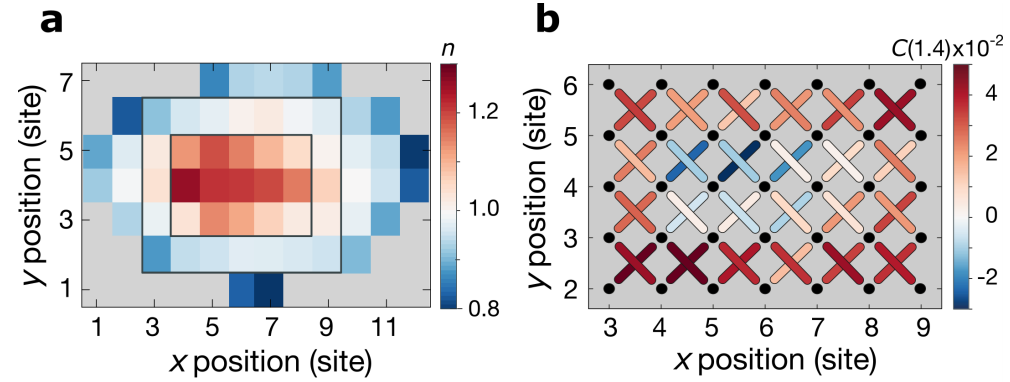 a
n
7
5
3
1
1.2
1.0
0.8
1 3 5 7 9 11
x position (site)
y position (site)
b
C(1.4)x10-2
6
5
4
3
2
4
2
0
-2
3 4 5 6 7 8 9
x position (site)
y position (site)